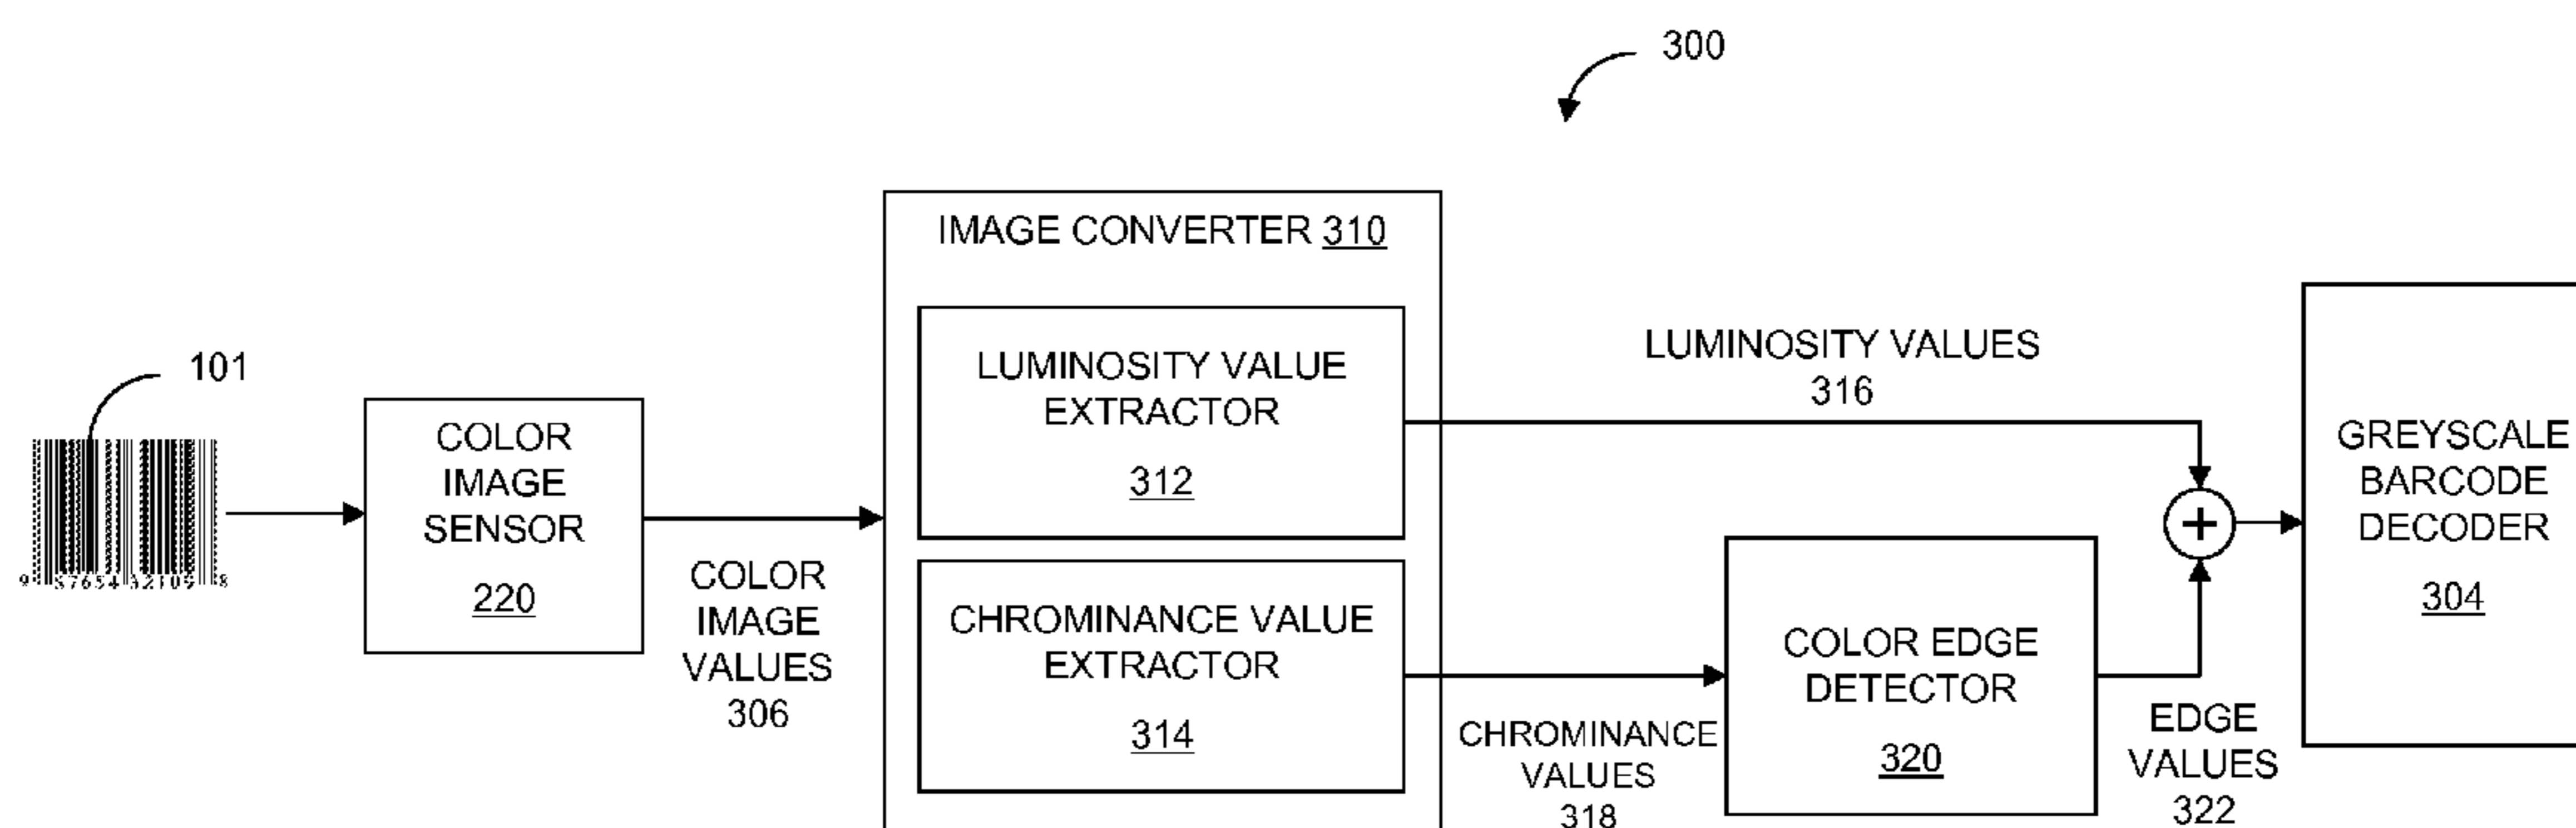 300
IMAGE CONVERTER 310
LUMINOSITY VALUE
EXTRACTOR
312
CHROMINANCE VALUE
EXTRACTOR
314
101
COLOR
IMAGE
SENSOR
220
COLOR
IMAGE
VALUES
306
LUMINOSITY VALUES
316
CHROMINANCE
VALUES
318
COLOR EDGE
DETECTOR
320
+
EDGE
VALUES
322
GREYSCALE
BARCODE
DECODER
304